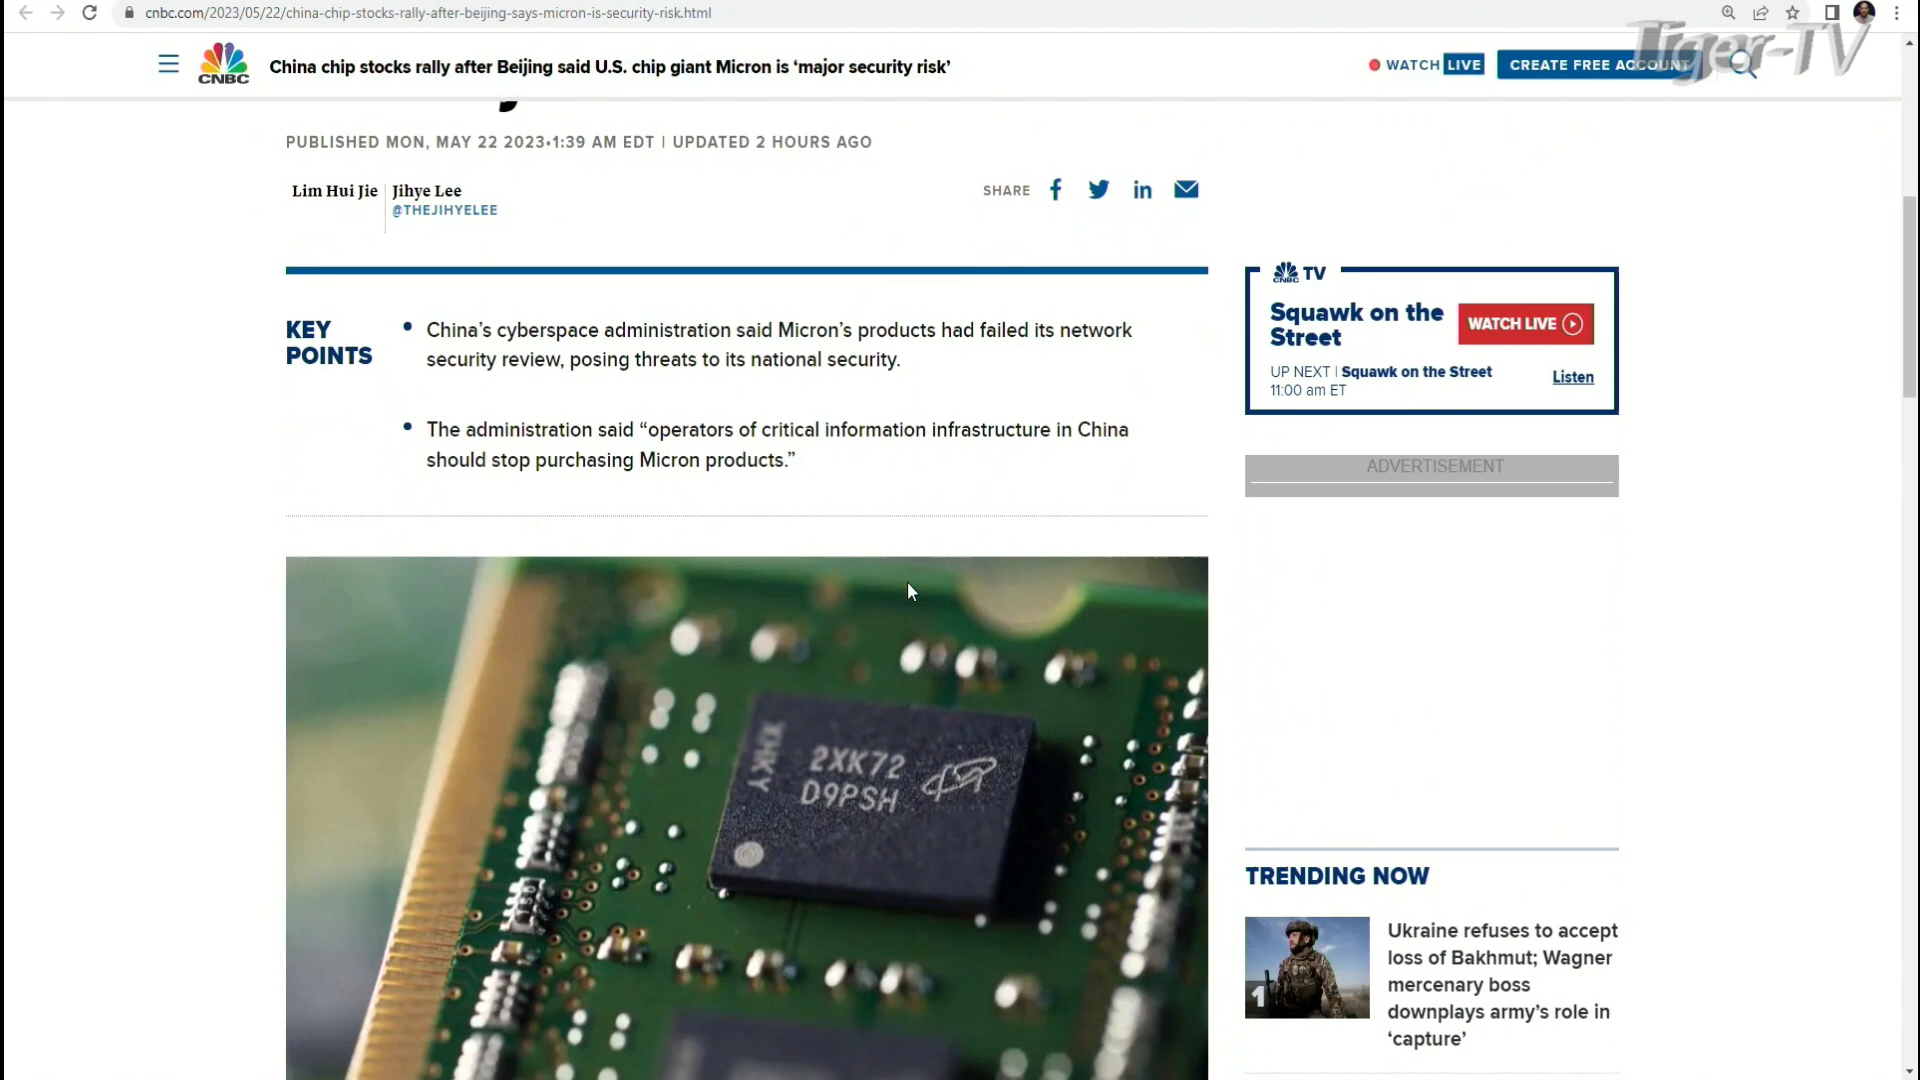 cnbc.com/2023/05/22/china-chip-stocks-rally-after-beijing-says-micron-is-security-risk.html
Tiger-TV
CNBC
China chip stocks rally after Beijing said U.S. chip giant Micron is ‘major security risk’
WATCH LIVE
CREATE FREE ACCOUNT
PUBLISHED MON, MAY 22 2023•1:39 AM EDT | UPDATED 2 HOURS AGO
Lim Hui Jie
Jihye Lee
@THEJIHYELEE
SHARE
KEY
POINTS
China’s cyberspace administration said Micron’s products had failed its network
security review, posing threats to its national security.
The administration said “operators of critical information infrastructure in China
should stop purchasing Micron products.”
CNBC TV
Squawk on the
Street
WATCH LIVE
UP NEXT | Squawk on the Street
11:00 am ET
Listen
ADVERTISEMENT
XHKY
2XK72
D9PSH
TRENDING NOW
1
Ukraine refuses to accept
loss of Bakhmut; Wagner
mercenary boss
downplays army’s role in
‘capture’